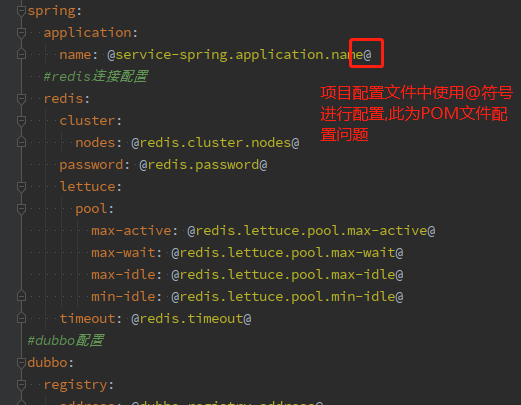 spring:
application:
name: @service-spring.application.name@
#redis连接配置
redis:
cluster:
nodes: @redis.cluster.nodes@
password: @redis.password@
lettuce:
pool:
max-active: @redis.lettuce.pool.max-active@
max-wait: @redis.lettuce.pool.max-wait@
max-idle: @redis.lettuce.pool.max-idle@
min-idle: @redis.lettuce.pool.min-idle@
timeout: @redis.timeout@
#dubbo配置
dubbo:
registry:
address: @dubbo.registry.address@
项目配置文件中使用@符号
进行配置,此为POM文件配
置问题